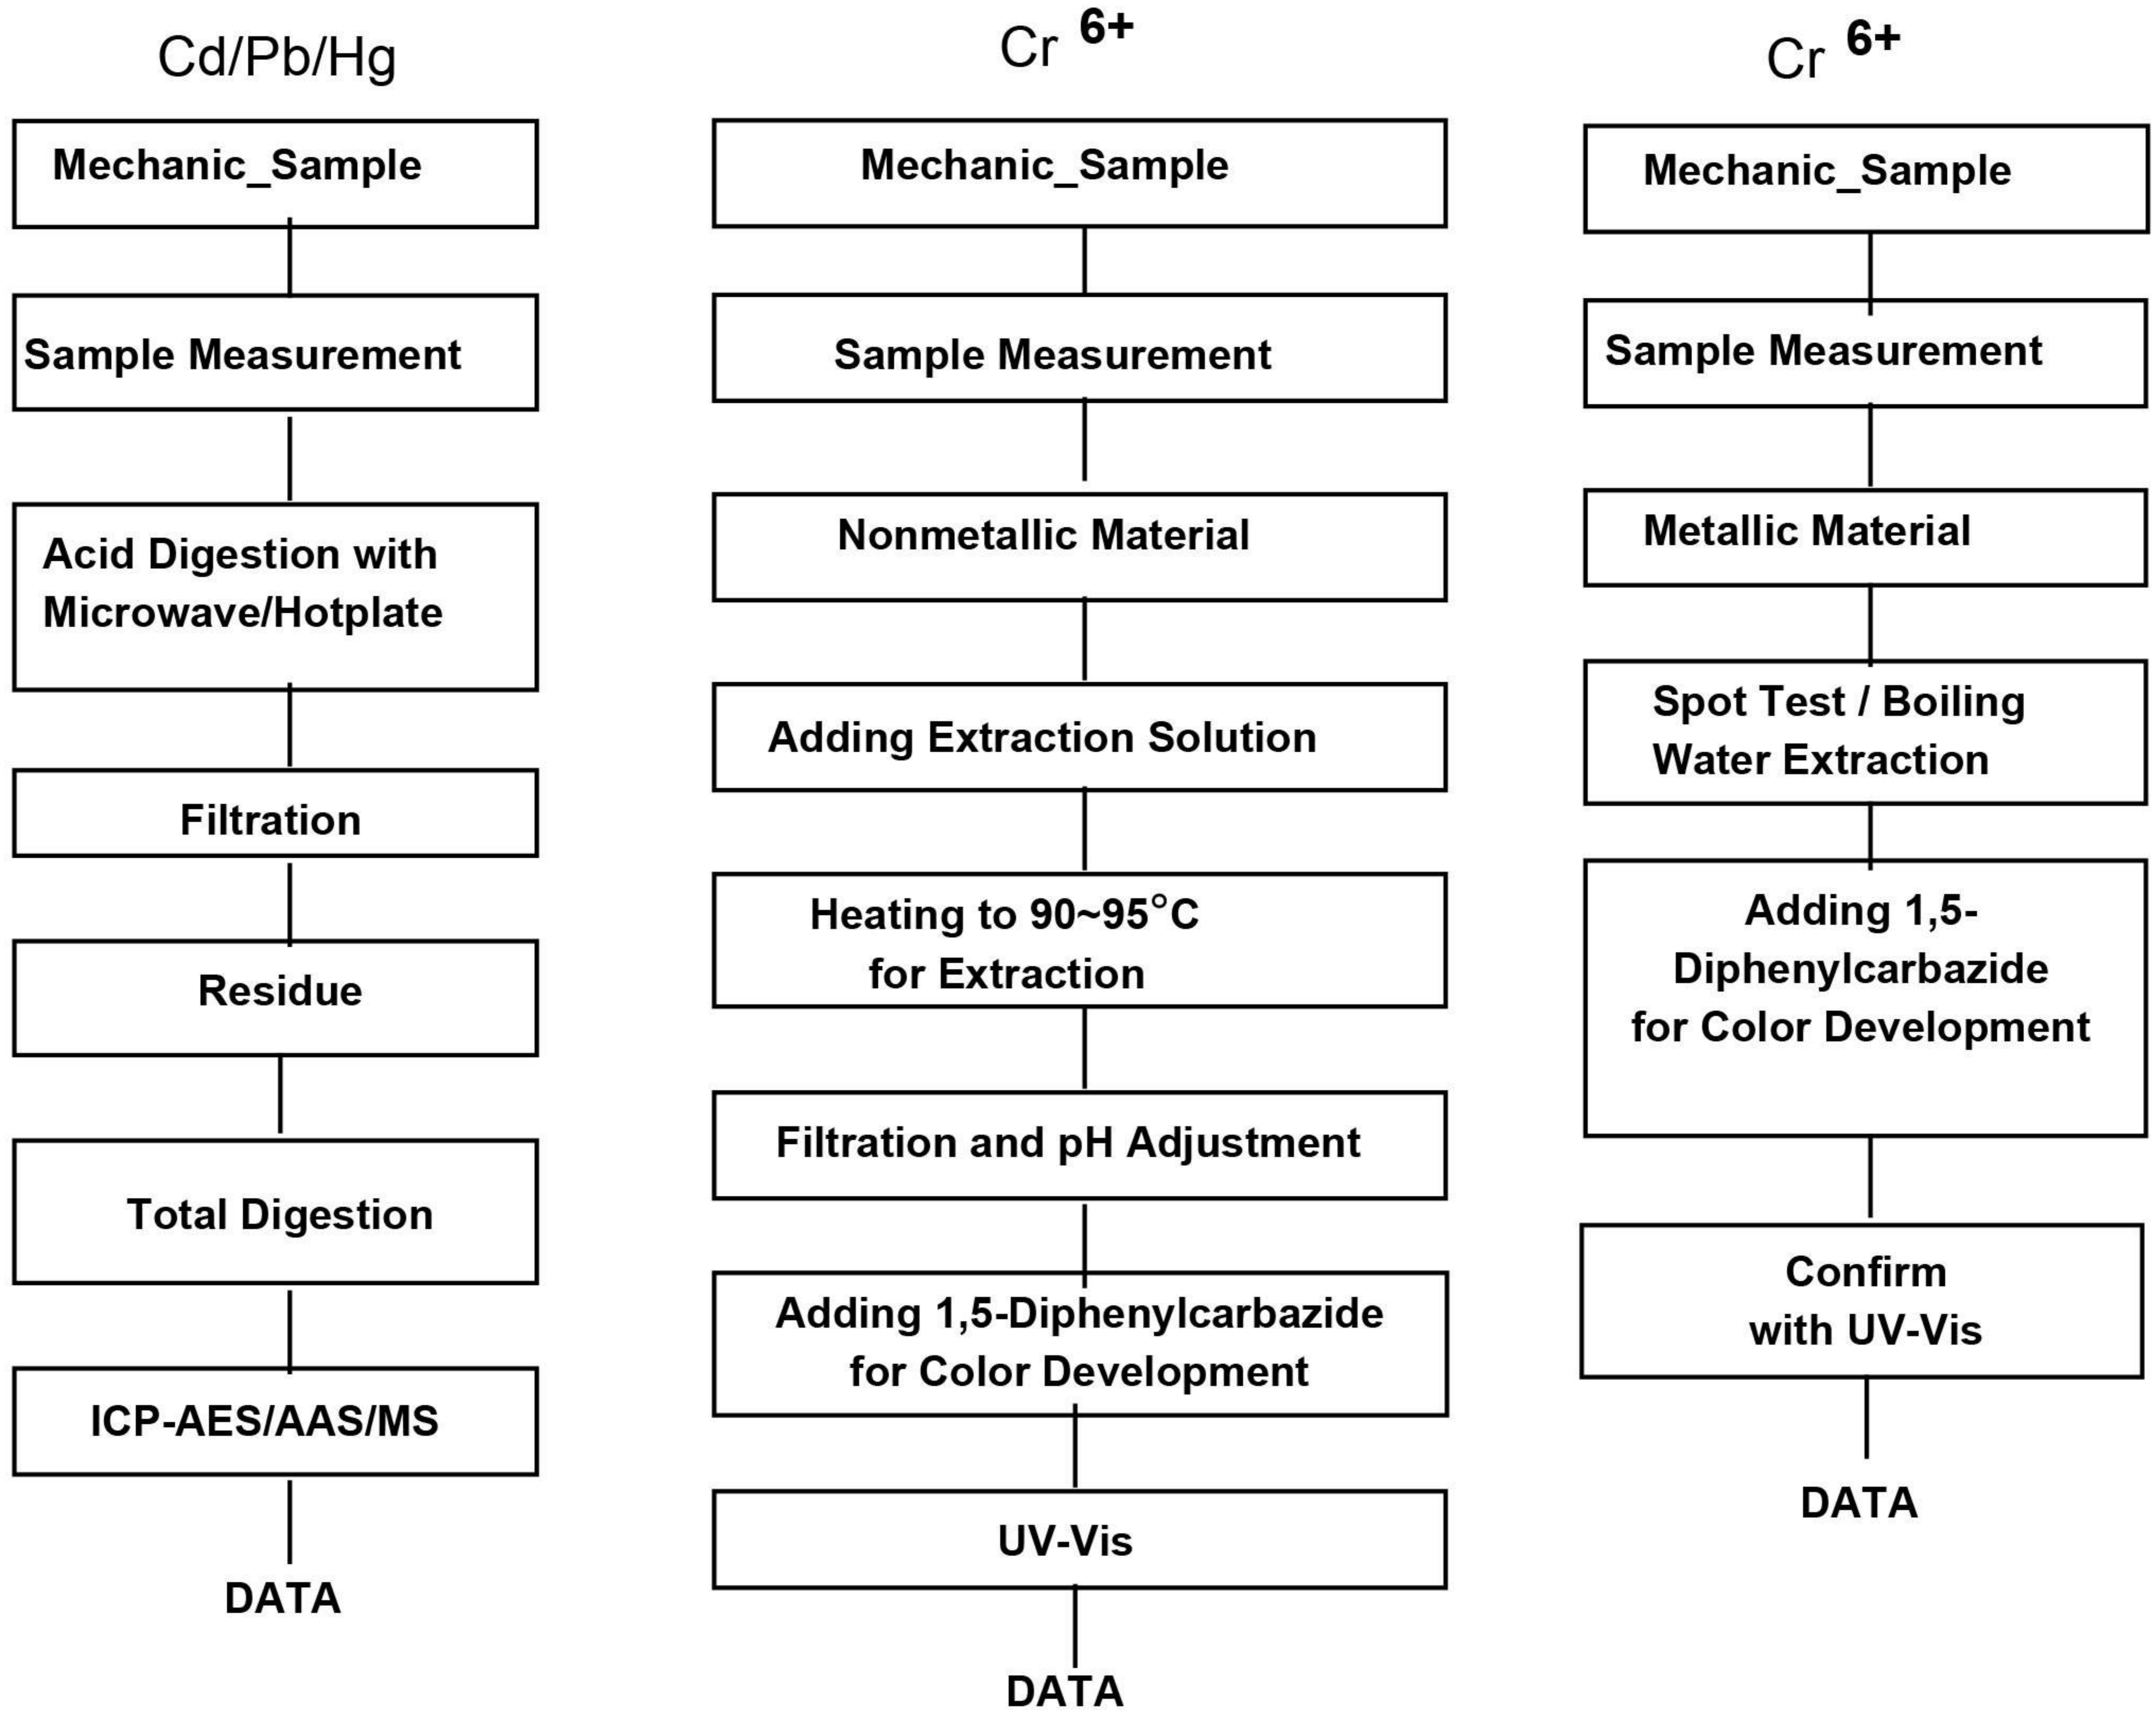 Cd/Pb/Hg
Mechanic_Sample
Sample Measurement
Acid Digestion with
Microwave/Hotplate
Filtration
Residue
Total Digestion
ICP-AES/AAS/MS
DATA
Cr 6+
Mechanic_Sample
Sample Measurement
Nonmetallic Material
Adding Extraction Solution
Heating to 90~95°C
for Extraction
Filtration and pH Adjustment
Adding 1,5-Diphenylcarbazide
for Color Development
UV-Vis
DATA
Cr 6+
Mechanic_Sample
Sample Measurement
Metallic Material
Spot Test / Boiling
Water Extraction
Adding 1,5-
Diphenylcarbazide
for Color Development
Confirm
with UV-Vis
DATA